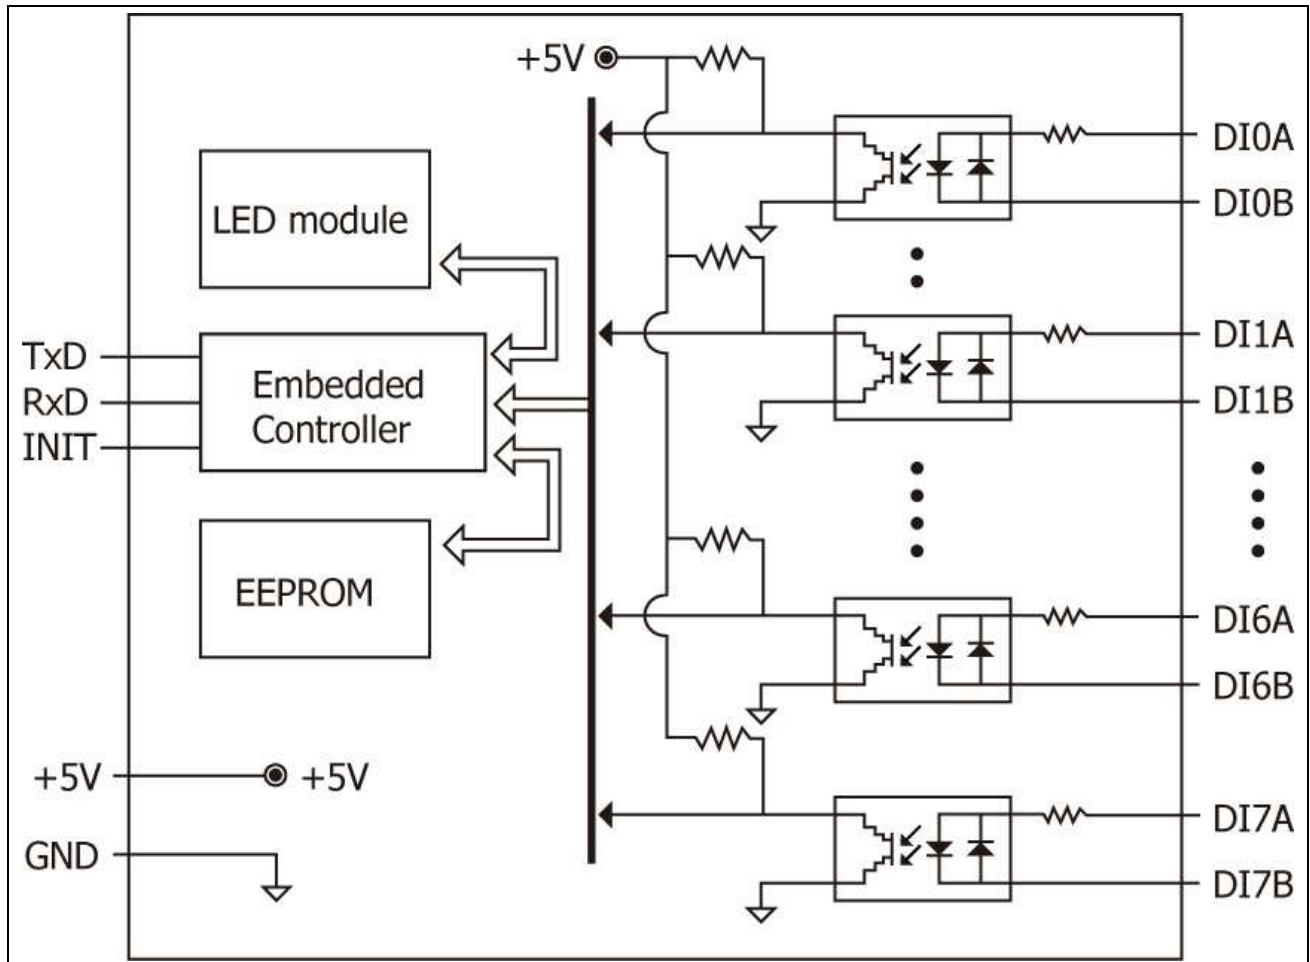 +5V
LED module
TxD
RxD
INIT
Embedded
Controller
EEPROM
+5V
+5V
GND
DI0A
DI0B
DI1A
DI1B
DI6A
DI6B
DI7A
DI7B